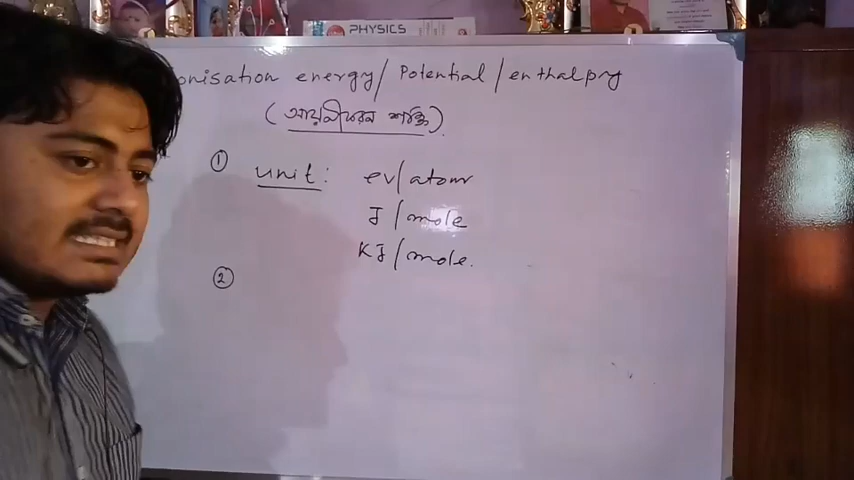 PHYSICS
onisation energy/ Potential / enthalpy
(আয়নীভবন শক্তি)
① unit: ev/atom
J/mole
KJ/mole.
②